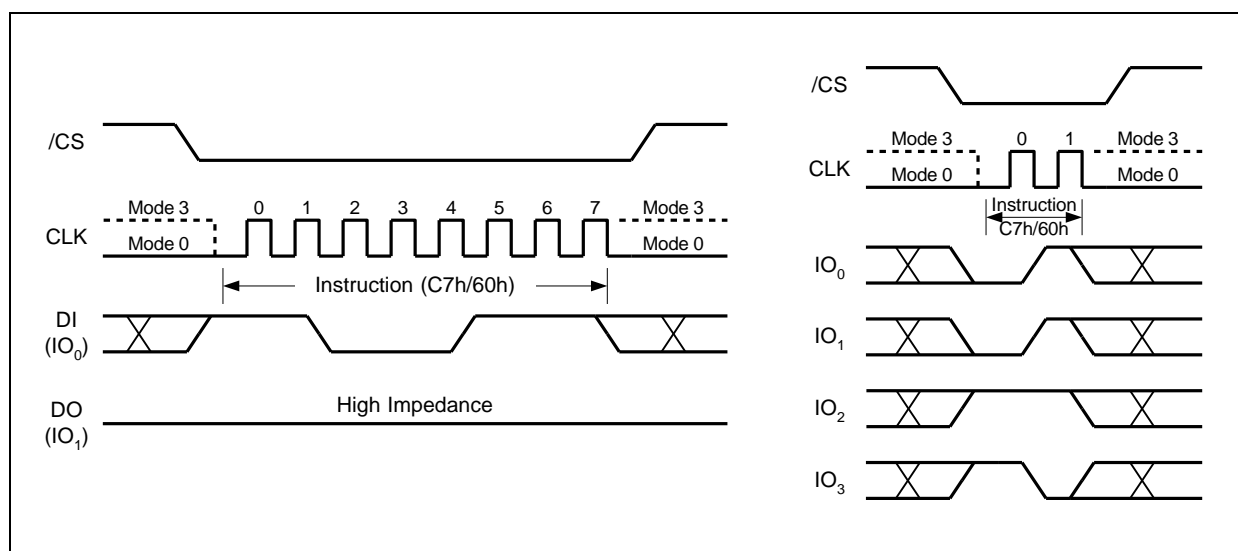 /CS
Mode 3 0 1 2 3 4 5 6 7 Mode 3
CLK
Mode 0 Mode 0
Instruction (C7h/60h)
DI
(IO0)
High Impedance
DO
(IO1)
/CS
Mode 3 0 1 Mode 3
CLK
Mode 0 Mode 0
Instruction
C7h/60h
IO0
IO1
IO2
IO3